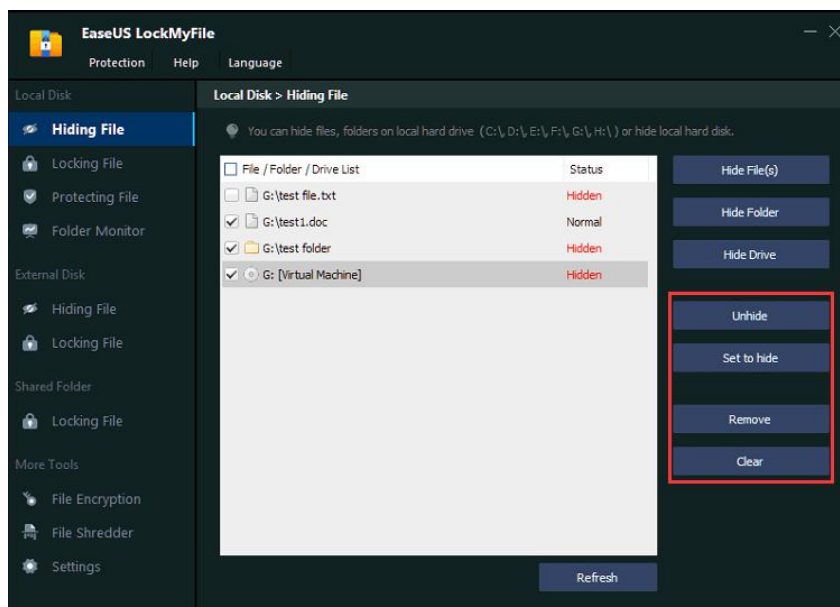 EaseUS LockMyFile
Protection Help Language
Local Disk
Hiding File
Locking File
Protecting File
Folder Monitor
External Disk
Hiding File
Locking File
Shared Folder
Locking File
More Tools
File Encryption
File Shredder
Settings
Local Disk > Hiding File
You can hide files, folders on local hard drive (C:\, D:\, E:\, F:\, G:\, H:\ ) or hide local hard disk.
File / Folder / Drive List Status
G:\test file.txt Hidden
G:\test1.doc Normal
G:\test folder Hidden
G: [Virtual Machine] Hidden
Hide File(s)
Hide Folder
Hide Drive
Unhide
Set to hide
Remove
Clear
Refresh